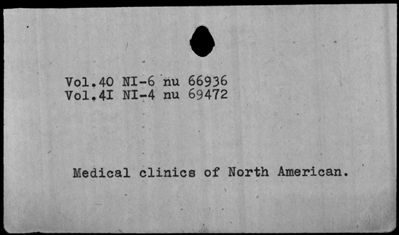 Vol.40 NI-6 nu 66936
Vol.4I NI-4 nu 69472
Medical clinics of North American.